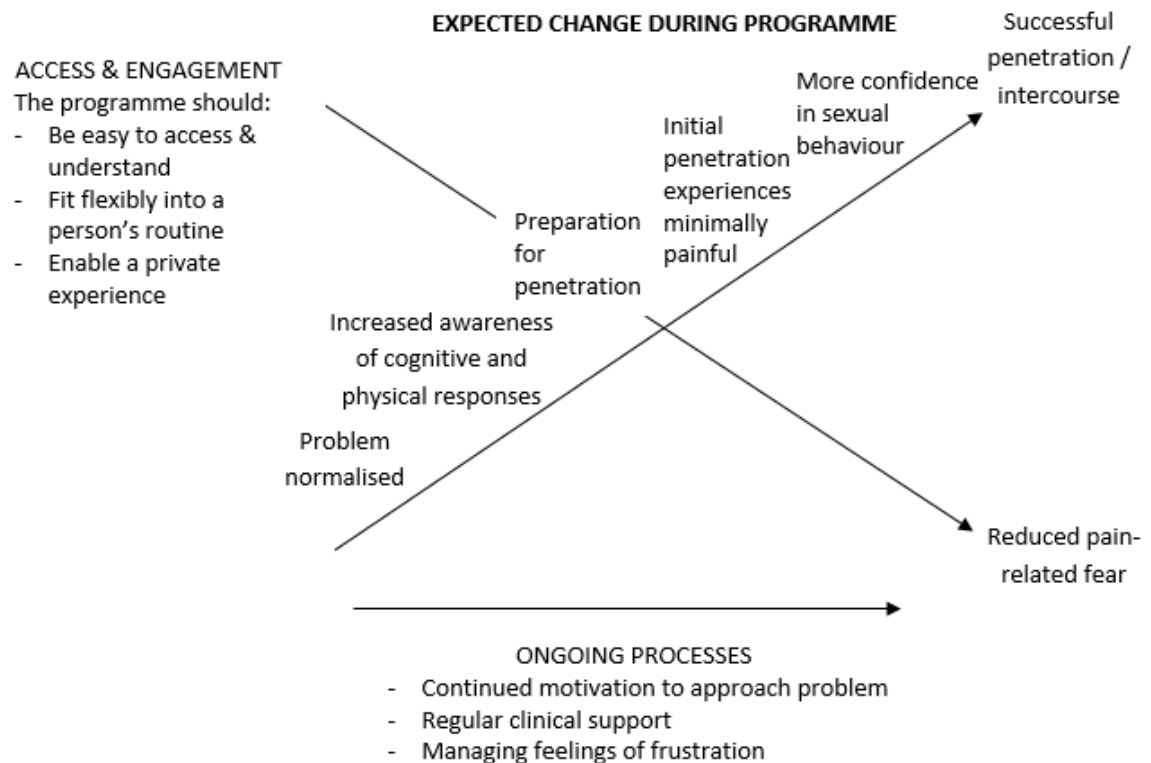 EXPECTED CHANGE DURING PROGRAMME
ACCESS & ENGAGEMENT
The programme should:
- Be easy to access &
understand
- Fit flexibly into a
person's routine
- Enable a private
experience
Problem
normalised
Increased awareness
of cognitive and
physical responses
Preparation
for
penetration
Initial
penetration
experiences
minimally
painful
More confidence
in sexual
behaviour
Successful
penetration /
intercourse
Reduced pain-
related fear
ONGOING PROCESSES
- Continued motivation to approach problem
- Regular clinical support
- Managing feelings of frustration